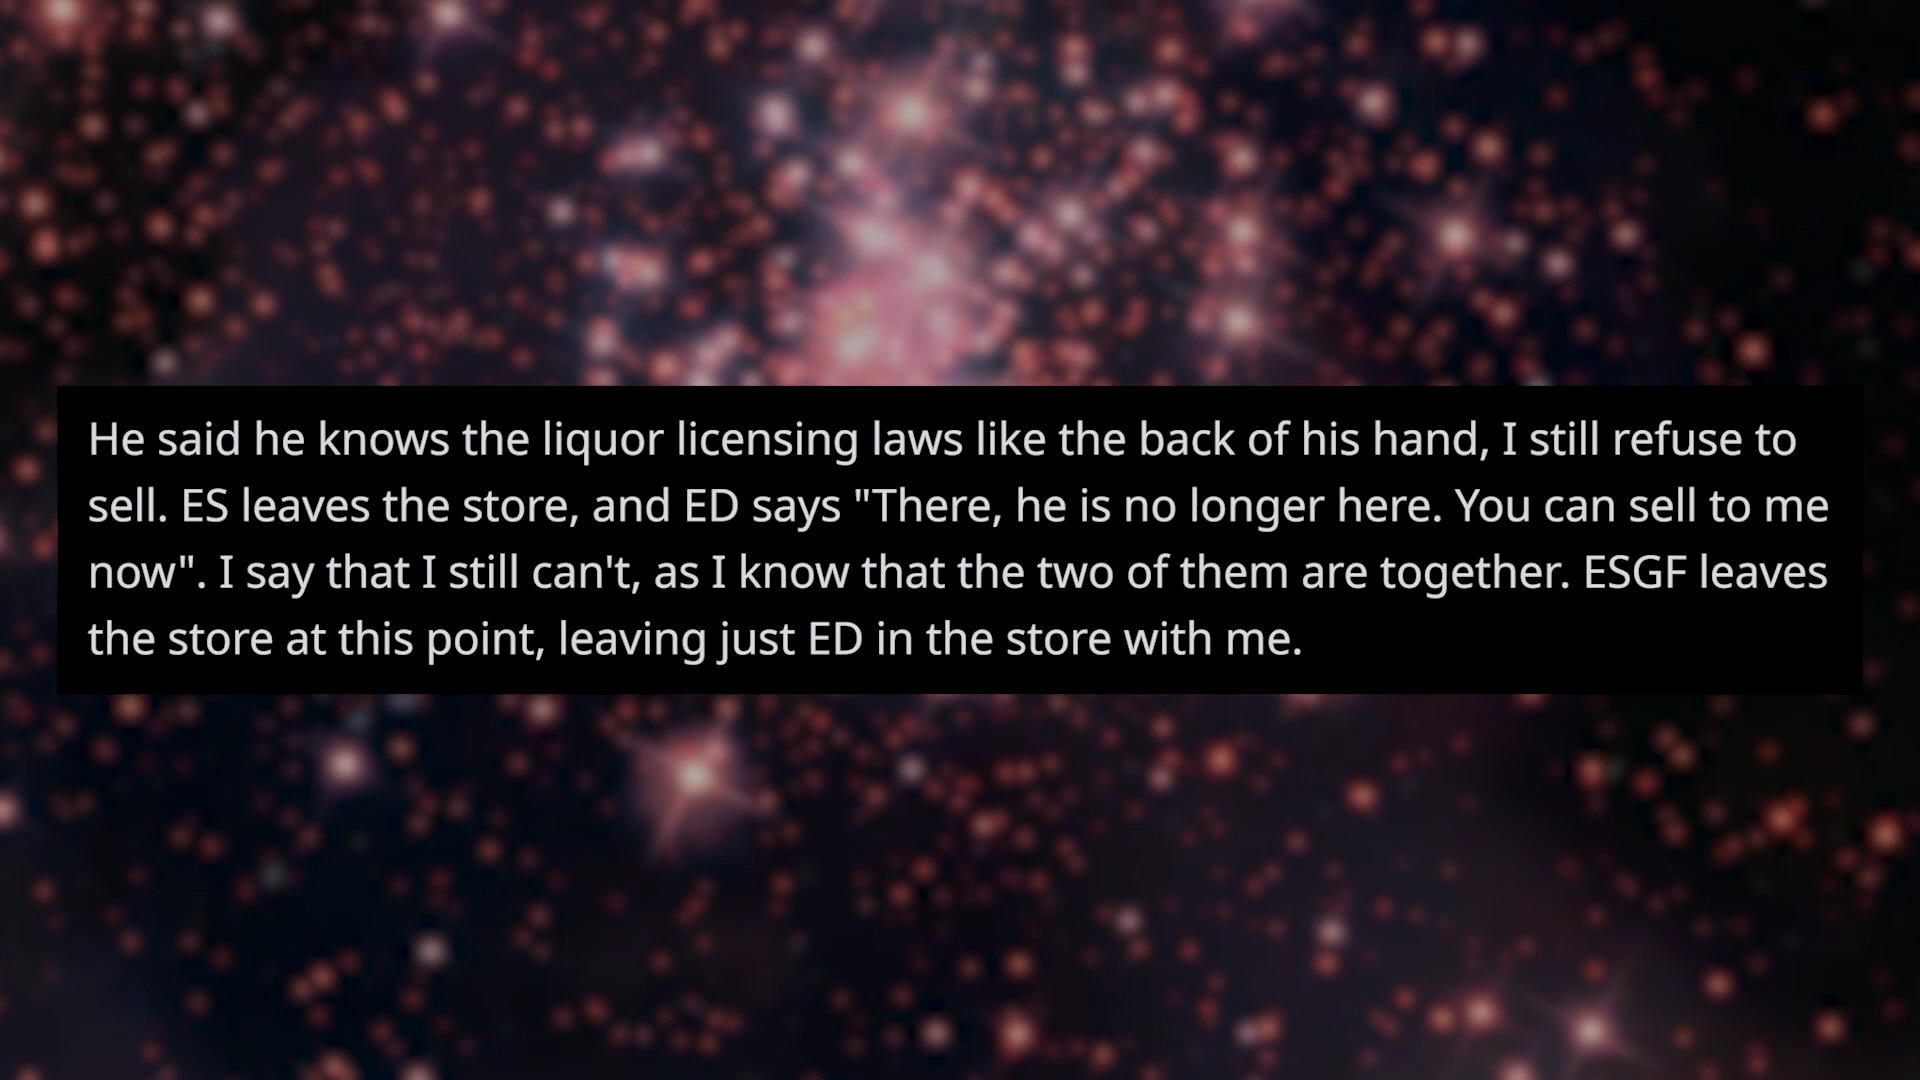 He said he knows the liquor licensing laws like the back of his hand, I still refuse to
sell. ES leaves the store, and ED says "There, he is no longer here. You can sell to me
now". I say that I still can't, as I know that the two of them are together. ESGF leaves
the store at this point, leaving just ED in the store with me.